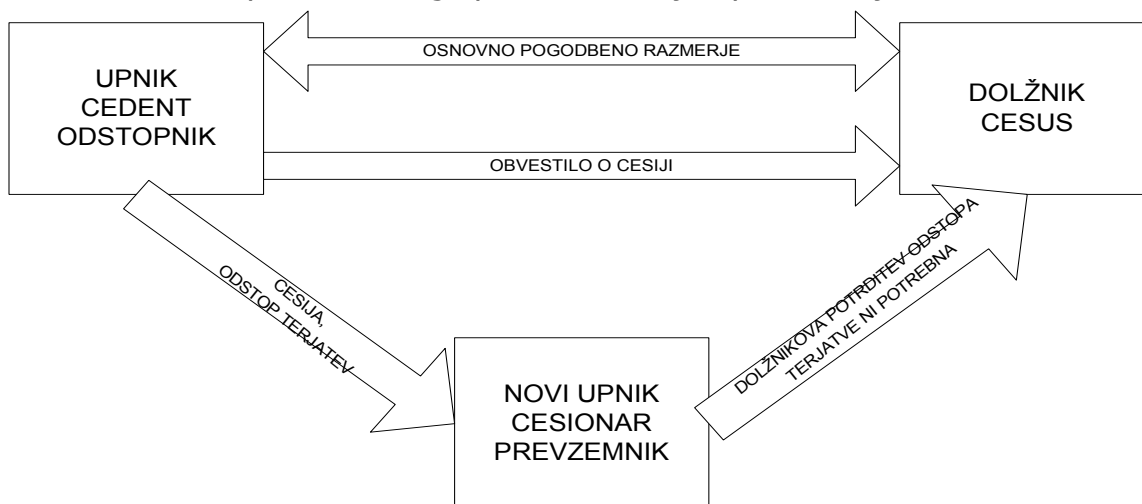 OSNOVNO POGODBENO RAZMERJE
UPNIK
CEDENT
ODSTOPNIK
DOLŽNIK
CESUS
OBVESTILO O CESIJI
CESIJA,
ODSTOP TERJATEV
DOLŽNIKOVA POTRDITEV ODSTOPA
TERJATVE NI POTREBNA
NOVI UPNIK
CESIONAR
PREVZEMNIK